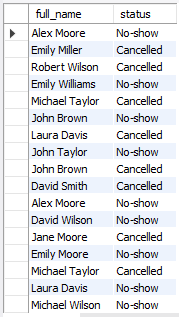 full_name status
Alex Moore No-show
Emily Miller Cancelled
Robert Wilson Cancelled
Emily Williams No-show
Michael Taylor Cancelled
John Brown No-show
Laura Davis Cancelled
John Taylor No-show
John Brown Cancelled
David Smith Cancelled
Alex Moore No-show
David Wilson No-show
Jane Moore Cancelled
Emily Moore No-show
Michael Taylor Cancelled
Laura Davis No-show
Michael Wilson No-show